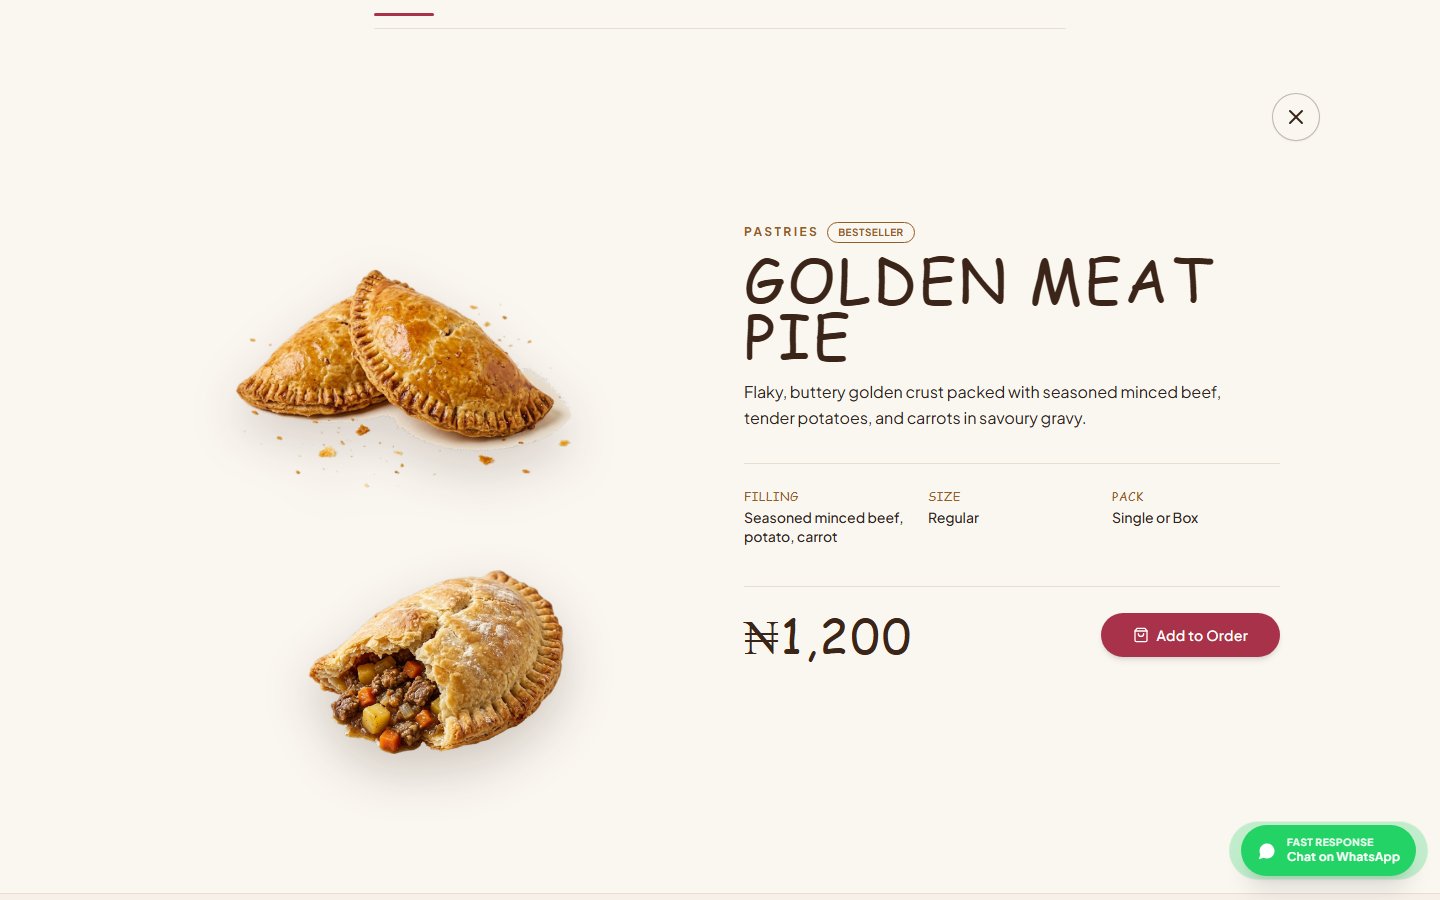 PASTRIES BESTSELLER
GOLDEN MEAT
PIE
Flaky, buttery golden crust packed with seasoned minced beef,
tender potatoes, and carrots in savoury gravy.
FILLING SIZE PACK
Seasoned minced beef, Regular Single or Box
potato, carrot
₦1,200 Add to Order
FAST RESPONSE
Chat on WhatsApp